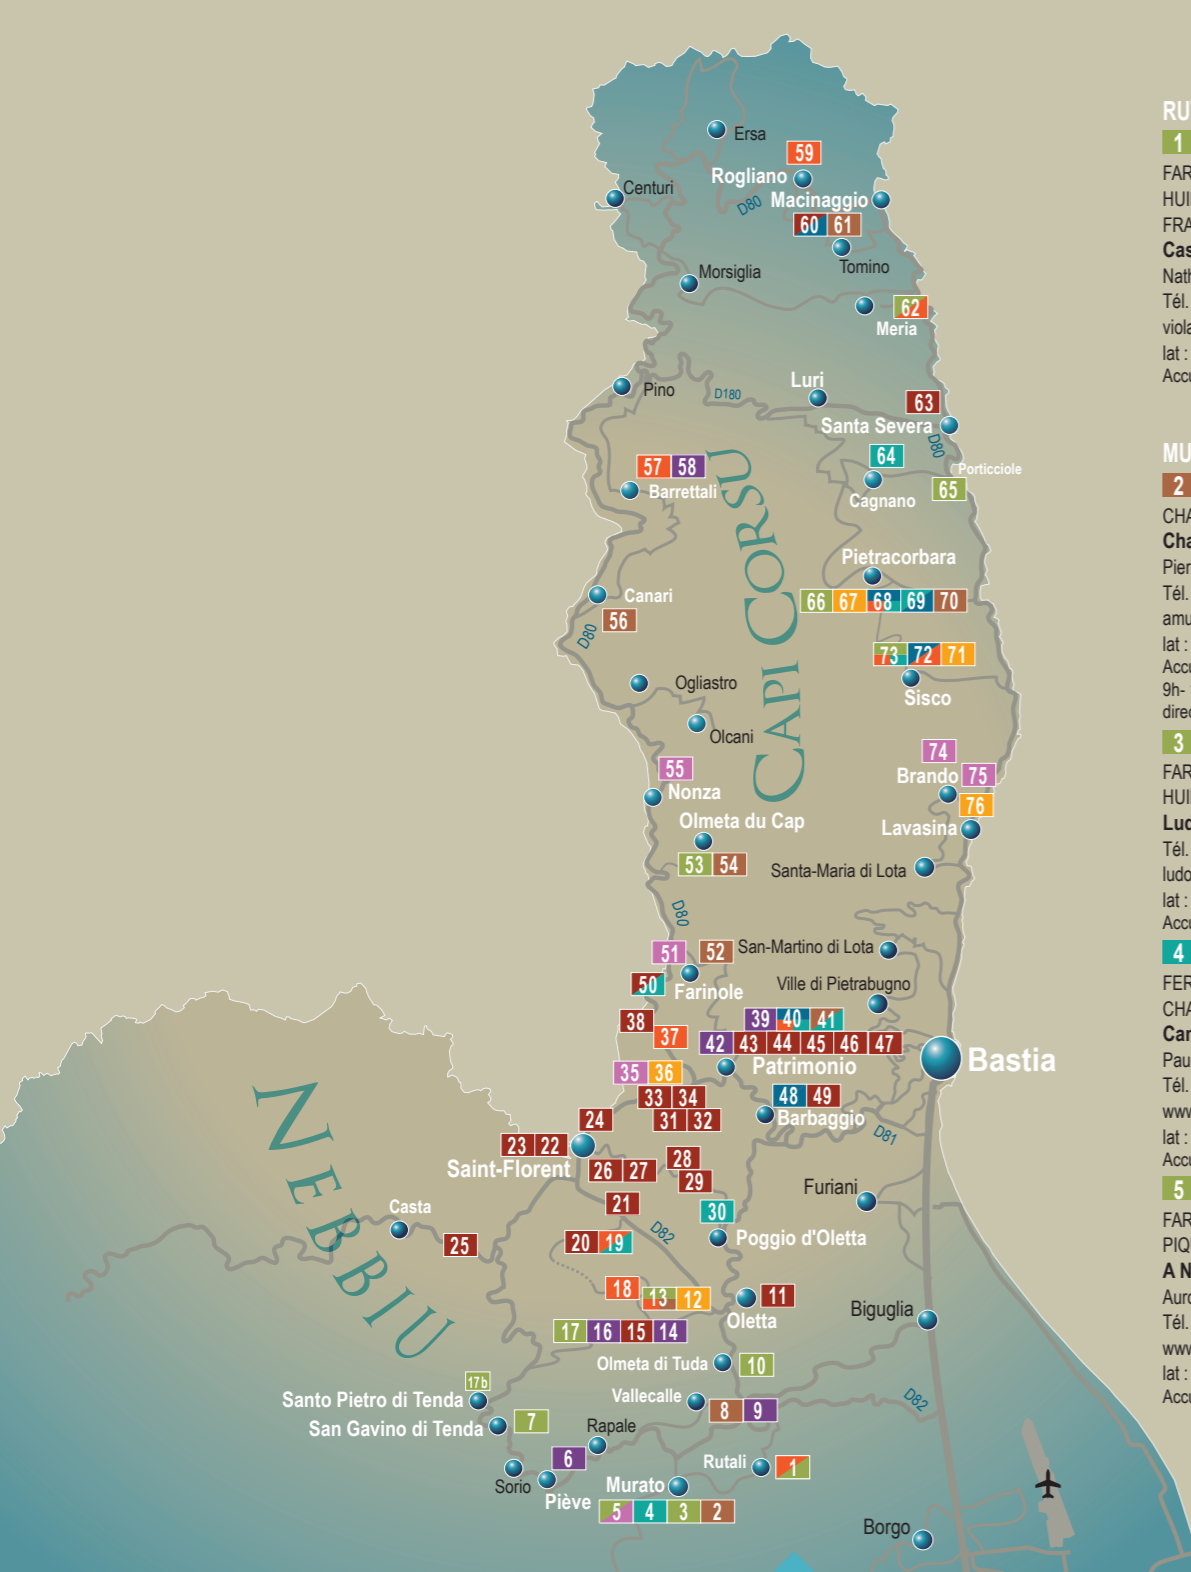 Ersa
59
Rogliano
Centuri
D80
Macinaggio
60 61
Tomino
Morsiglia
62
Meria
Luri
Pino
D180
63
Santa Severa
D80
64
Porticciole
57 58
Barrettali
65
Cagnano
CAPI CORSU
Pietracorbara
66 67 68 69 70
Canari
56
D80
73 72 71
Sisco
Ogliastro
Olcani
74
55
Brando 75
Nonza
76
Olmeta du Cap
Lavasina
53 54
Santa-Maria di Lota
D80
51 52
San-Martino di Lota
50
Farinole
Ville di Pietrabugno
38
39 40 41
37
42 43 44 45 46 47
Patrimonio
Bastia
35 36
33 34
48 49
31 32
Barbaggio
24
D81
23 22
Saint-Florent
28
26 27
29
NEBBIU
21
Furiani
Casta
30
D82
25
20 19
Poggio d'Oletta
18
13 12
11
Oletta
Biguglia
17 16 15 14
Olmeta di Tuda
10
17b
Santo Pietro di Tenda
Vallecalle
D82
7
8 9
San Gavino di Tenda
Rapale
6
Rutali
1
Sorio
Piève
Murato
5 4 3 2
Borgo
RU
1
FAR
HUI
FRA
Cas
Nath
Tél.
viola
lat :
Accu
MU
2
CHA
Cha
Pier
Tél.
amu
lat :
Accu
9h-
direc
3
FAR
HUI
Lud
Tél.
ludo
lat :
Accu
4
FER
CHA
Can
Pau
Tél.
www
lat :
Accu
5
FAR
PIQ
A N
Auro
Tél.
www
lat :
Accu